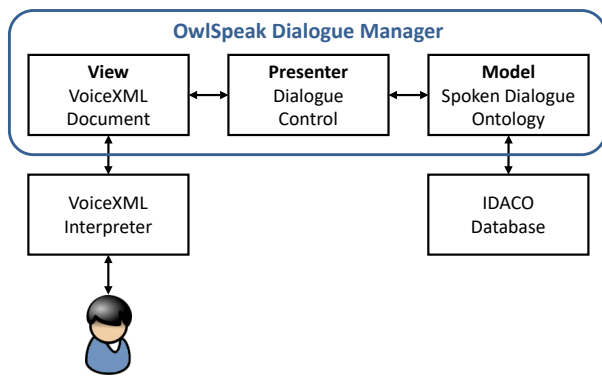 OwlSpeak Dialogue Manager
View
VoiceXML
Document
Presenter
Dialogue
Control
Model
Spoken Dialogue
Ontology
VoiceXML
Interpreter
IDACO
Database